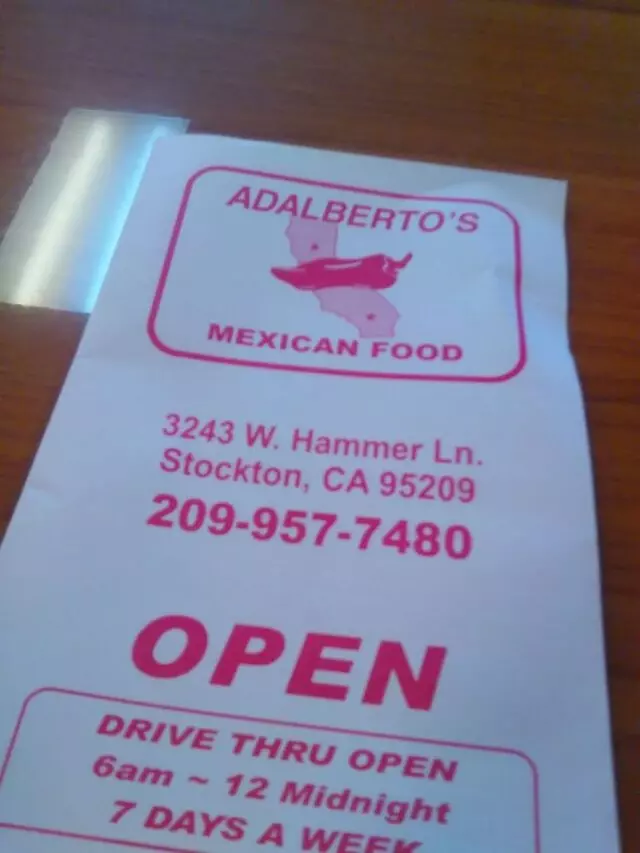 ADALBERTO'S
MEXICAN FOOD
3243 W. Hammer Ln.
Stockton, CA 95209
209-957-7480
OPEN
DRIVE THRU OPEN
6am ~ 12 Midnight
7 DAYS A WEEK